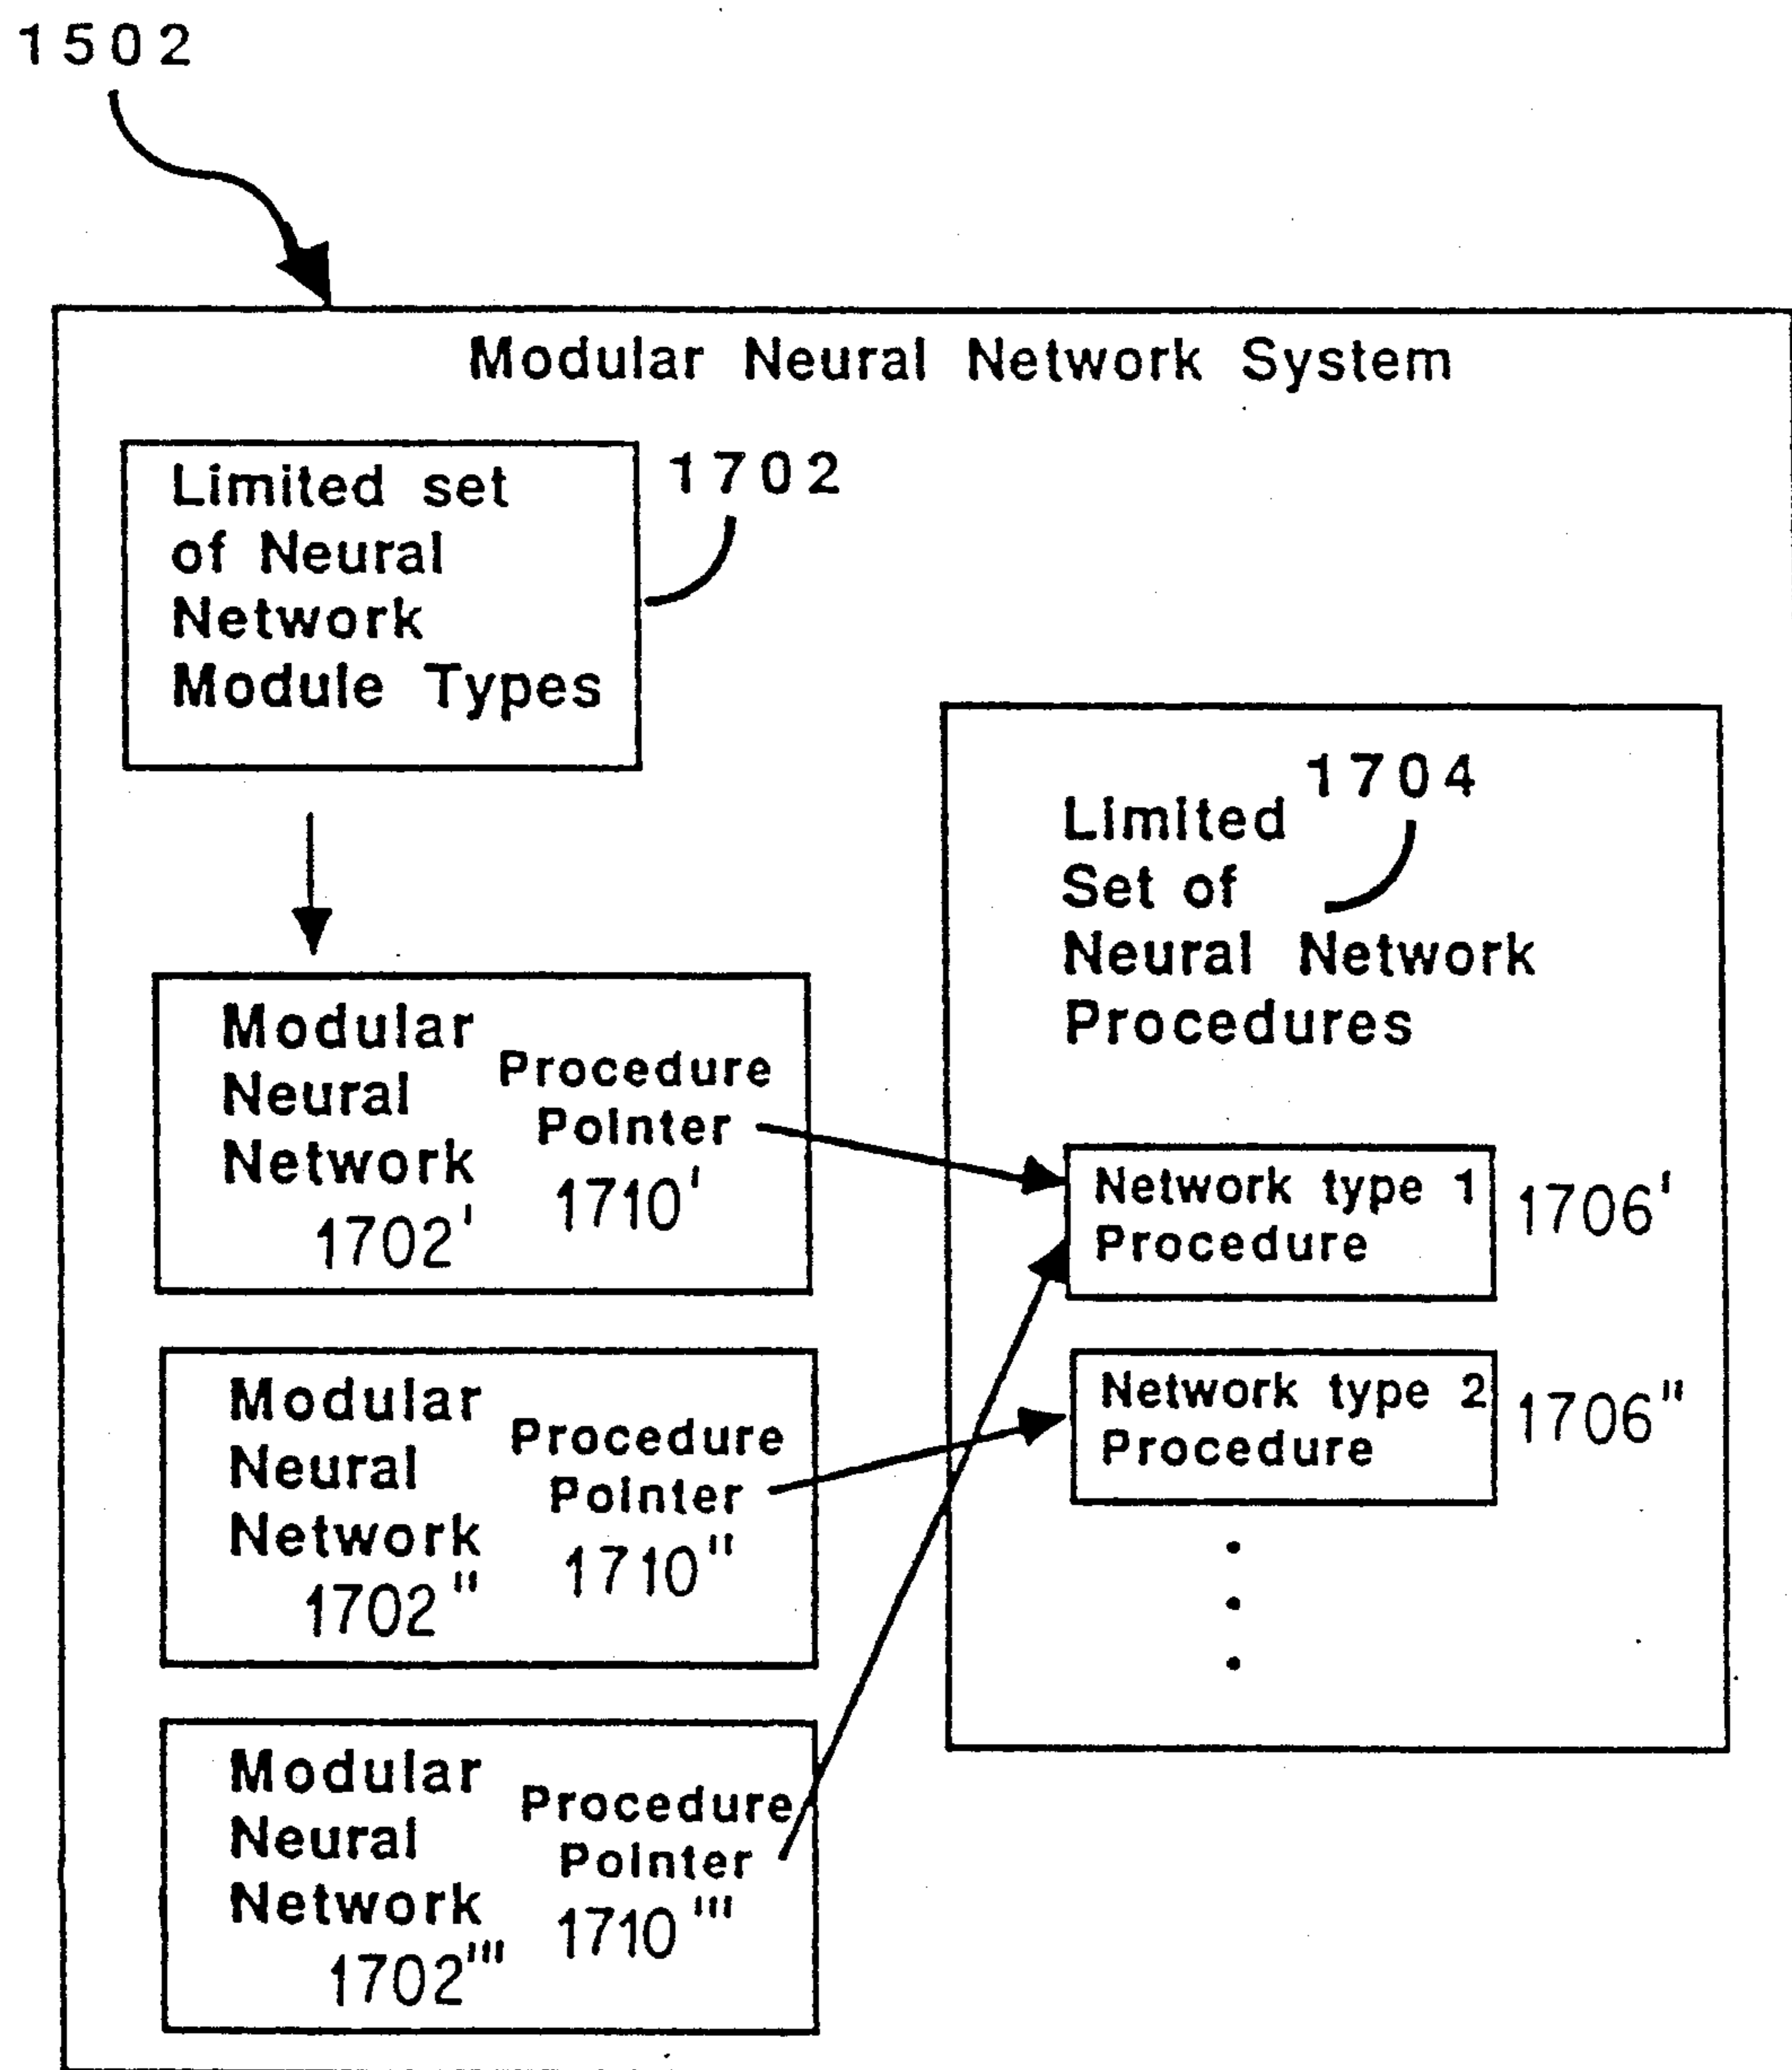 1502
Modular Neural Network System
Limited set
of Neural
Network
Module Types
1702
1704
Limited
Set of
Neural Network
Procedures
Modular
Neural
Network
1702'
Procedure
Pointer
1710'
Network type 1
Procedure
1706'
Modular
Neural
Network
1702"
Procedure
Pointer
1710"
Network type 2
Procedure
1706"
Modular
Neural
Network
1702'''
Procedure
Pointer
1710'''